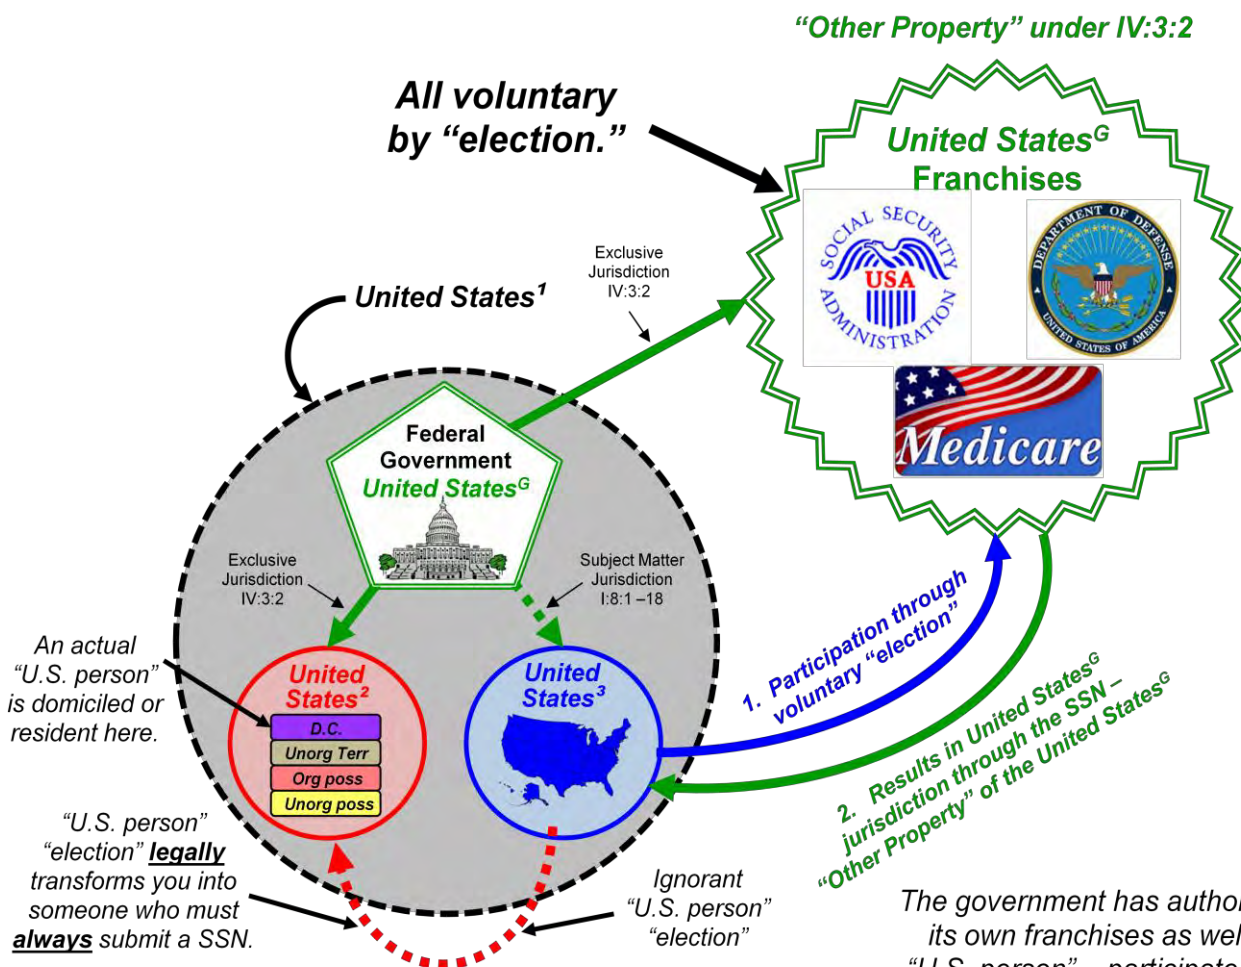 “Other Property” under IV:3:2
All voluntary
by “election.”
United StatesᴳFranchises
SOCIAL SECURITY
USA
ADMINISTRATION
DEPARTMENT OF DEFENSE
UNITED STATES OF AMERICA
Medicare
Exclusive
Jurisdiction
IV:3:2
United States¹
Federal
Government
United Statesᴳ
Exclusive
Jurisdiction
IV:3:2
Subject Matter
Jurisdiction
I:8:1 –18
An actual
“U.S. person”
is domiciled or
resident here.
United
States²
D.C.
Unorg Terr
Org poss
Unorg poss
United
States³
1. Participation through
voluntary “election”
2. Results in United Statesᴳ
jurisdiction through the SSN –
“Other Property” of the United Statesᴳ
“U.S. person”
“election” legally
transforms you into
someone who must
always submit a SSN.
Ignorant
“U.S. person”
“election”
The government has author
its own franchises as wel
“U.S. person” – participate